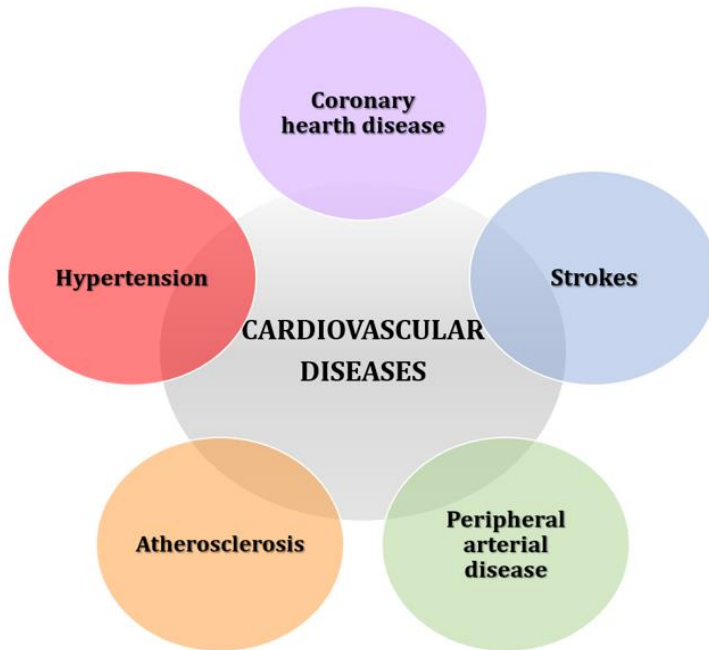 Coronary
hearth disease
Hypertension
Strokes
CARDIOVASCULAR
DISEASES
Atherosclerosis
Peripheral
arterial
disease